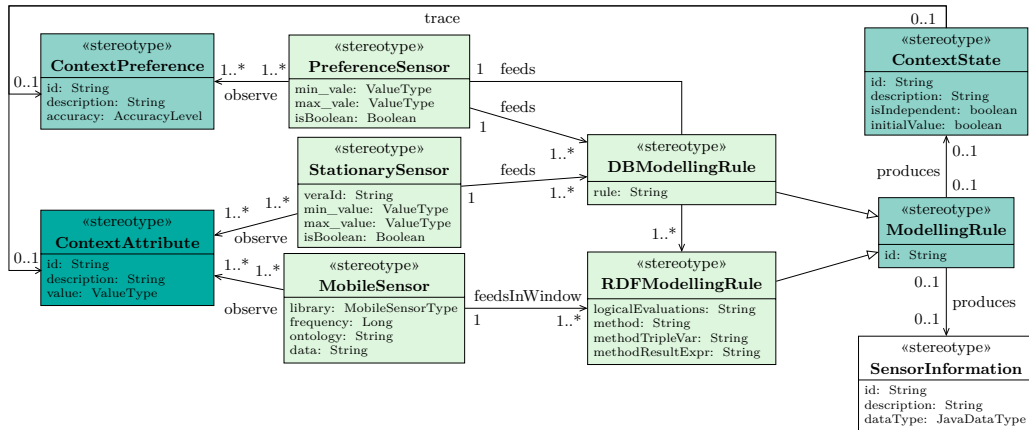 trace
«stereotype»
ContextPreference
id: String
description: String
accuracy: AccuracyLevel
0..1
1..*
1..*
observe
«stereotype»
PreferenceSensor
min_vale: ValueType
max_vale: ValueType
isBoolean: Boolean
1
feeds
feeds
1
1..*
0..1
«stereotype»
ContextState
id: String
description: String
isIndependent: boolean
initialValue: boolean
0..1
produces
0..1
«stereotype»
StationarySensor
veraId: String
min_value: ValueType
max_value: ValueType
isBoolean: Boolean
feeds
1
1..*
1..*
1..*
observe
«stereotype»
DBModellingRule
rule: String
1..*
«stereotype»
ModellingRule
id: String
«stereotype»
ContextAttribute
id: String
description: String
value: ValueType
0..1
1..*
1..*
observe
«stereotype»
MobileSensor
library: MobileSensorType
frequency: Long
ontology: String
data: String
feedsInWindow
1
1..*
«stereotype»
RDFModellingRule
logicalEvaluations: String
method: String
methodTripleVar: String
methodResultExpr: String
0..1
produces
0..1
«stereotype»
SensorInformation
id: String
description: String
dataType: JavaDataType